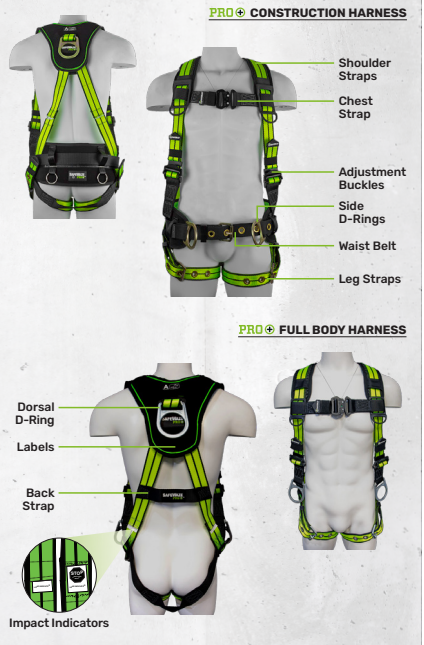 PRO+ CONSTRUCTION HARNESS
Shoulder
Straps
Chest
Strap
Adjustment
Buckles
Side
D-Rings
Waist Belt
Leg Straps
PRO+ FULL BODY HARNESS
Dorsal
D-Ring
Labels
Back
Strap
SAFEWAZE
STOP
Impact Indicators